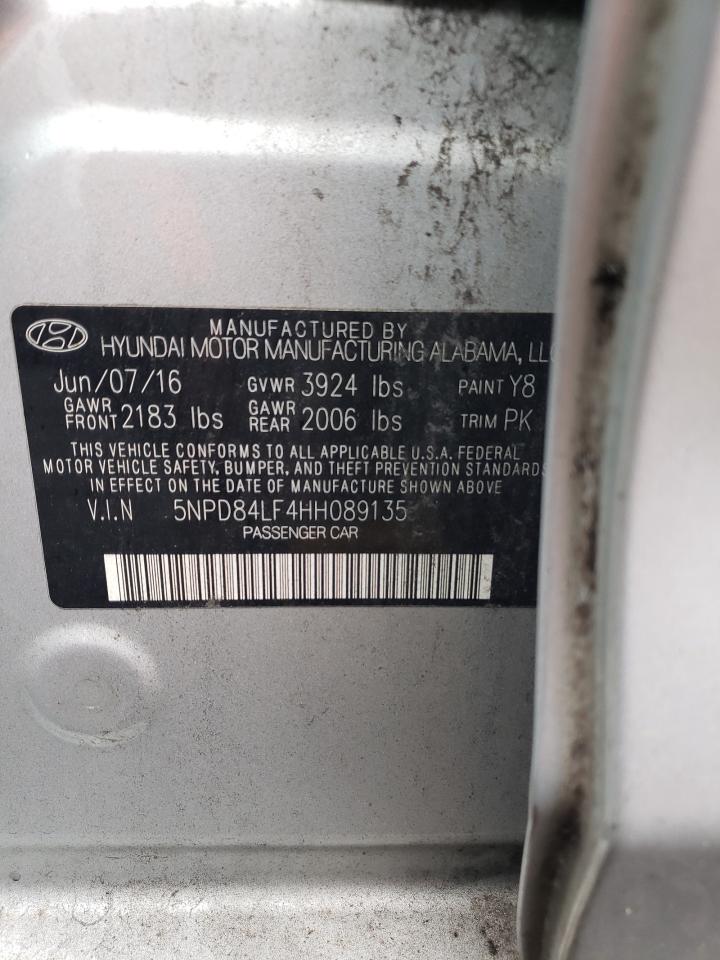 MANUFACTURED BY
HYUNDAI MOTOR MANUFACTURING ALABAMA, LLC
Jun/07/16 GVWR 3924 lbs PAINT Y8
GAWR FRONT 2183 lbs GAWR REAR 2006 lbs TRIM PK
THIS VEHICLE CONFORMS TO ALL APPLICABLE U.S.A. FEDERAL
MOTOR VEHICLE SAFETY, BUMPER, AND THEFT PREVENTION STANDARDS
IN EFFECT ON THE DATE OF MANUFACTURE SHOWN ABOVE
V.I.N 5NPD84LF4HH089135
PASSENGER CAR